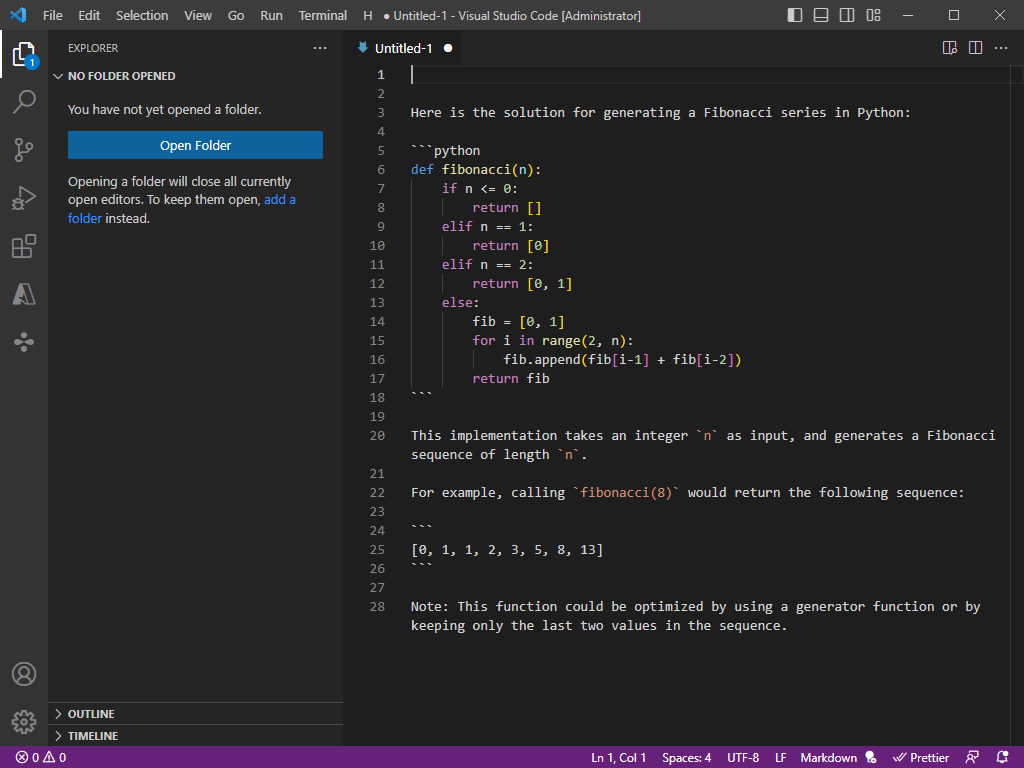 File Edit Selection View Go Run Terminal H ● Untitled-1 - Visual Studio Code [Administrator]
1
EXPLORER
NO FOLDER OPENED
You have not yet opened a folder.
Open Folder
Opening a folder will close all currently
open editors. To keep them open, add a
folder instead.
OUTLINE
TIMELINE
Untitled-1
1
2
3 Here is the solution for generating a Fibonacci series in Python:
4
5 ```python
6 def fibonacci(n):
7     if n <= 0:
8         return []
9     elif n == 1:
10         return [0]
11     elif n == 2:
12         return [0, 1]
13     else:
14         fib = [0, 1]
15         for i in range(2, n):
16             fib.append(fib[i-1] + fib[i-2])
17         return fib
18 ```
19
20 This implementation takes an integer `n` as input, and generates a Fibonacci
sequence of length `n`.
21
22 For example, calling `fibonacci(8)` would return the following sequence:
23
24 ```
25 [0, 1, 1, 2, 3, 5, 8, 13]
26 ```
27
28 Note: This function could be optimized by using a generator function or by
keeping only the last two values in the sequence.
0 0 Ln 1, Col 1 Spaces: 4 UTF-8 LF Markdown Prettier